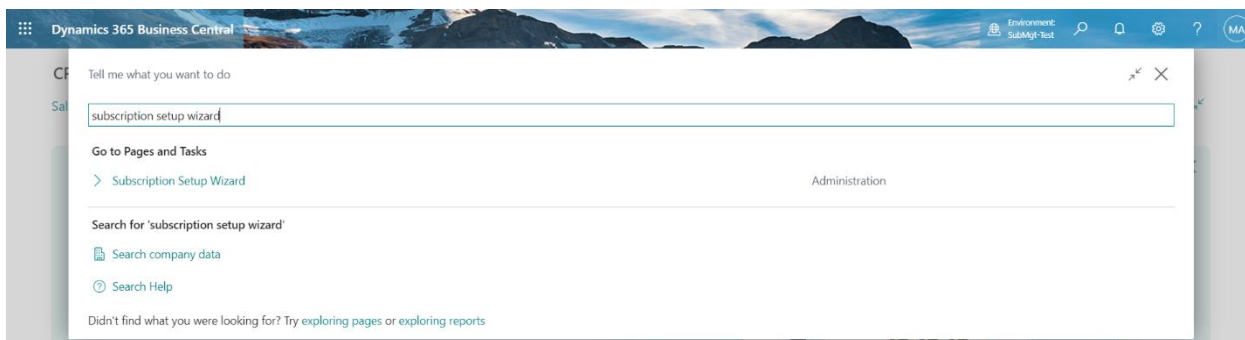 Dynamics 365 Business Central
Environment:
SubMgt-Test
?
MA
Tell me what you want to do
subscription setup wizard
Go to Pages and Tasks
Subscription Setup Wizard Administration
Search for 'subscription setup wizard'
Search company data
Search Help
Didn't find what you were looking for? Try exploring pages or exploring reports